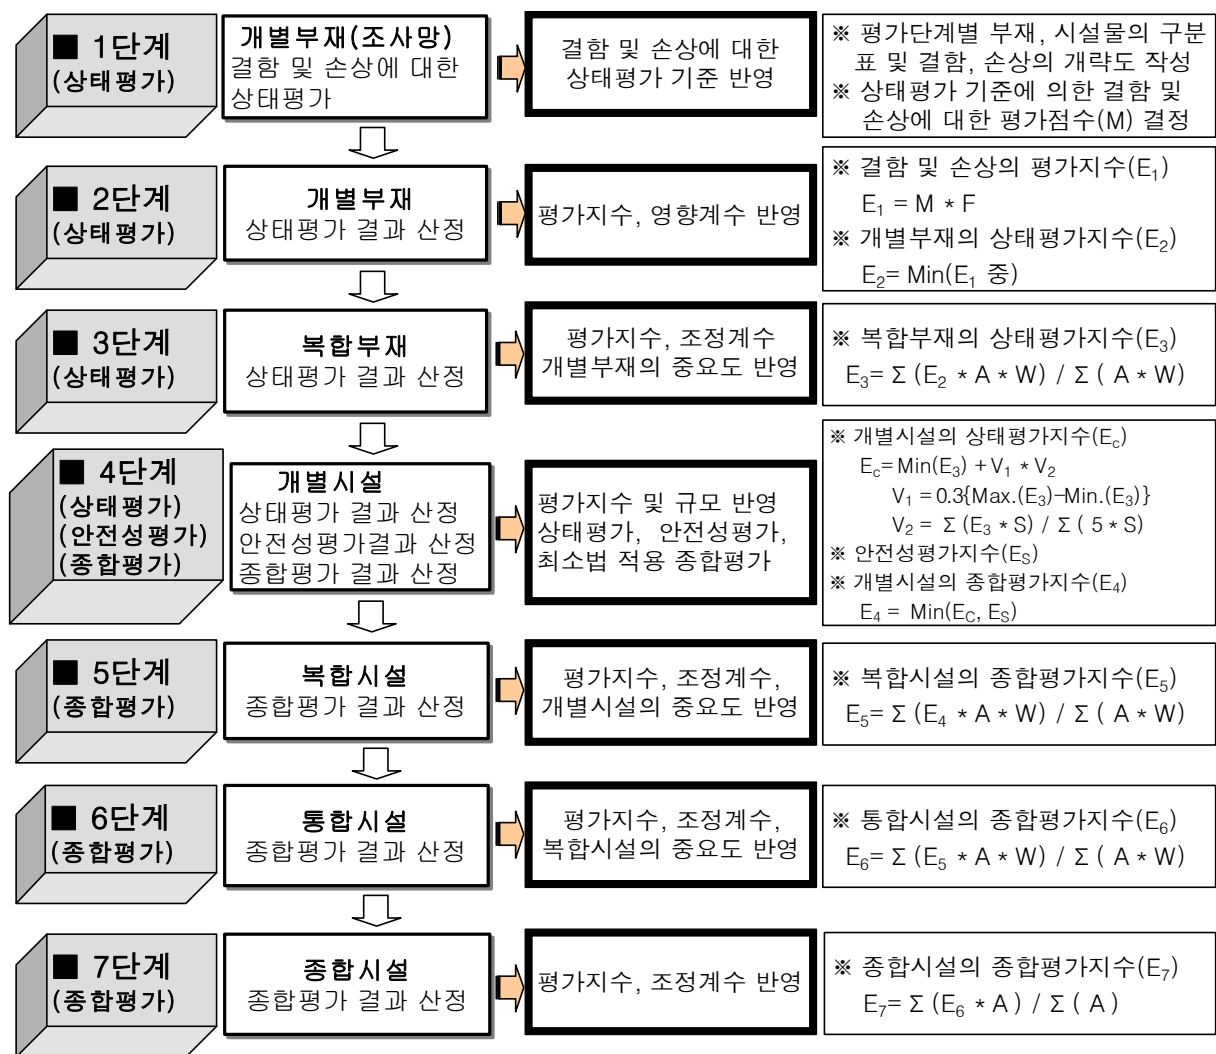 ■ 1단계
(상태평가)
개별부재(조사망)
결함 및 손상에 대한
상태평가
결함 및 손상에 대한
상태평가 기준 반영
※ 평가단계별 부재, 시설물의 구분
표 및 결함, 손상의 개략도 작성
※ 상태평가 기준에 의한 결함 및
손상에 대한 평가점수(M) 결정
■ 2단계
(상태평가)
개별부재
상태평가 결과 산정
평가지수, 영향계수 반영
※ 결함 및 손상의 평가지수(E₁)
E₁ = M * F
※ 개별부재의 상태평가지수(E₂)
E₂= Min(E₁ 중)
■ 3단계
(상태평가)
복합부재
상태평가 결과 산정
평가지수, 조정계수
개별부재의 중요도 반영
※ 복합부재의 상태평가지수(E₃)
E₃= Σ (E₂ * A * W) / Σ ( A * W)
■ 4단계
(상태평가)
(안전성평가)
(종합평가)
개별시설
상태평가 결과 산정
안전성평가결과 산정
종합평가 결과 산정
평가지수 및 규모 반영
상태평가, 안전성평가,
최소법 적용 종합평가
※ 개별시설의 상태평가지수(E_c)
E_c= Min(E₃) + V₁ * V₂
V₁ = 0.3{Max.(E₃)-Min.(E₃)}
V₂ = Σ (E₃ * S) / Σ ( 5 * S)
※ 안전성평가지수(E_S)
※ 개별시설의 종합평가지수(E₄)
E₄ = Min(E_C, E_S)
■ 5단계
(종합평가)
복합시설
종합평가 결과 산정
평가지수, 조정계수,
개별시설의 중요도 반영
※ 복합시설의 종합평가지수(E₅)
E₅= Σ (E₄ * A * W) / Σ ( A * W)
■ 6단계
(종합평가)
통합시설
종합평가 결과 산정
평가지수, 조정계수,
복합시설의 중요도 반영
※ 통합시설의 종합평가지수(E₆)
E₆= Σ (E₅ * A * W) / Σ ( A * W)
■ 7단계
(종합평가)
종합시설
종합평가 결과 산정
평가지수, 조정계수 반영
※ 종합시설의 종합평가지수(E₇)
E₇= Σ (E₆ * A ) / Σ ( A )